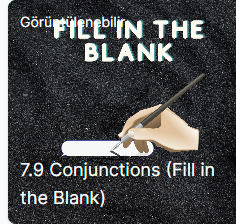 Görüntülenebilir
FILL IN THE
BLANK
7.9 Conjunctions (Fill in
the Blank)